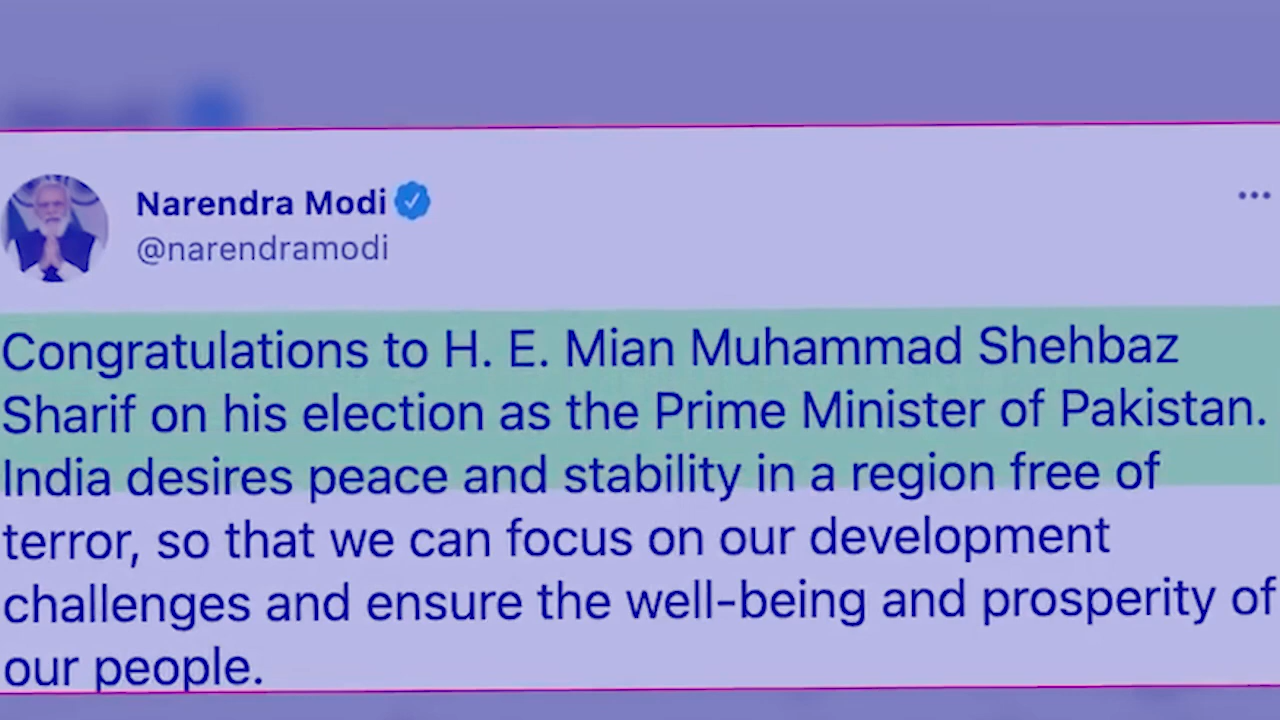 Narendra Modi
@narendramodi
Congratulations to H. E. Mian Muhammad Shehbaz
Sharif on his election as the Prime Minister of Pakistan.
India desires peace and stability in a region free of
terror, so that we can focus on our development
challenges and ensure the well-being and prosperity of
our people.